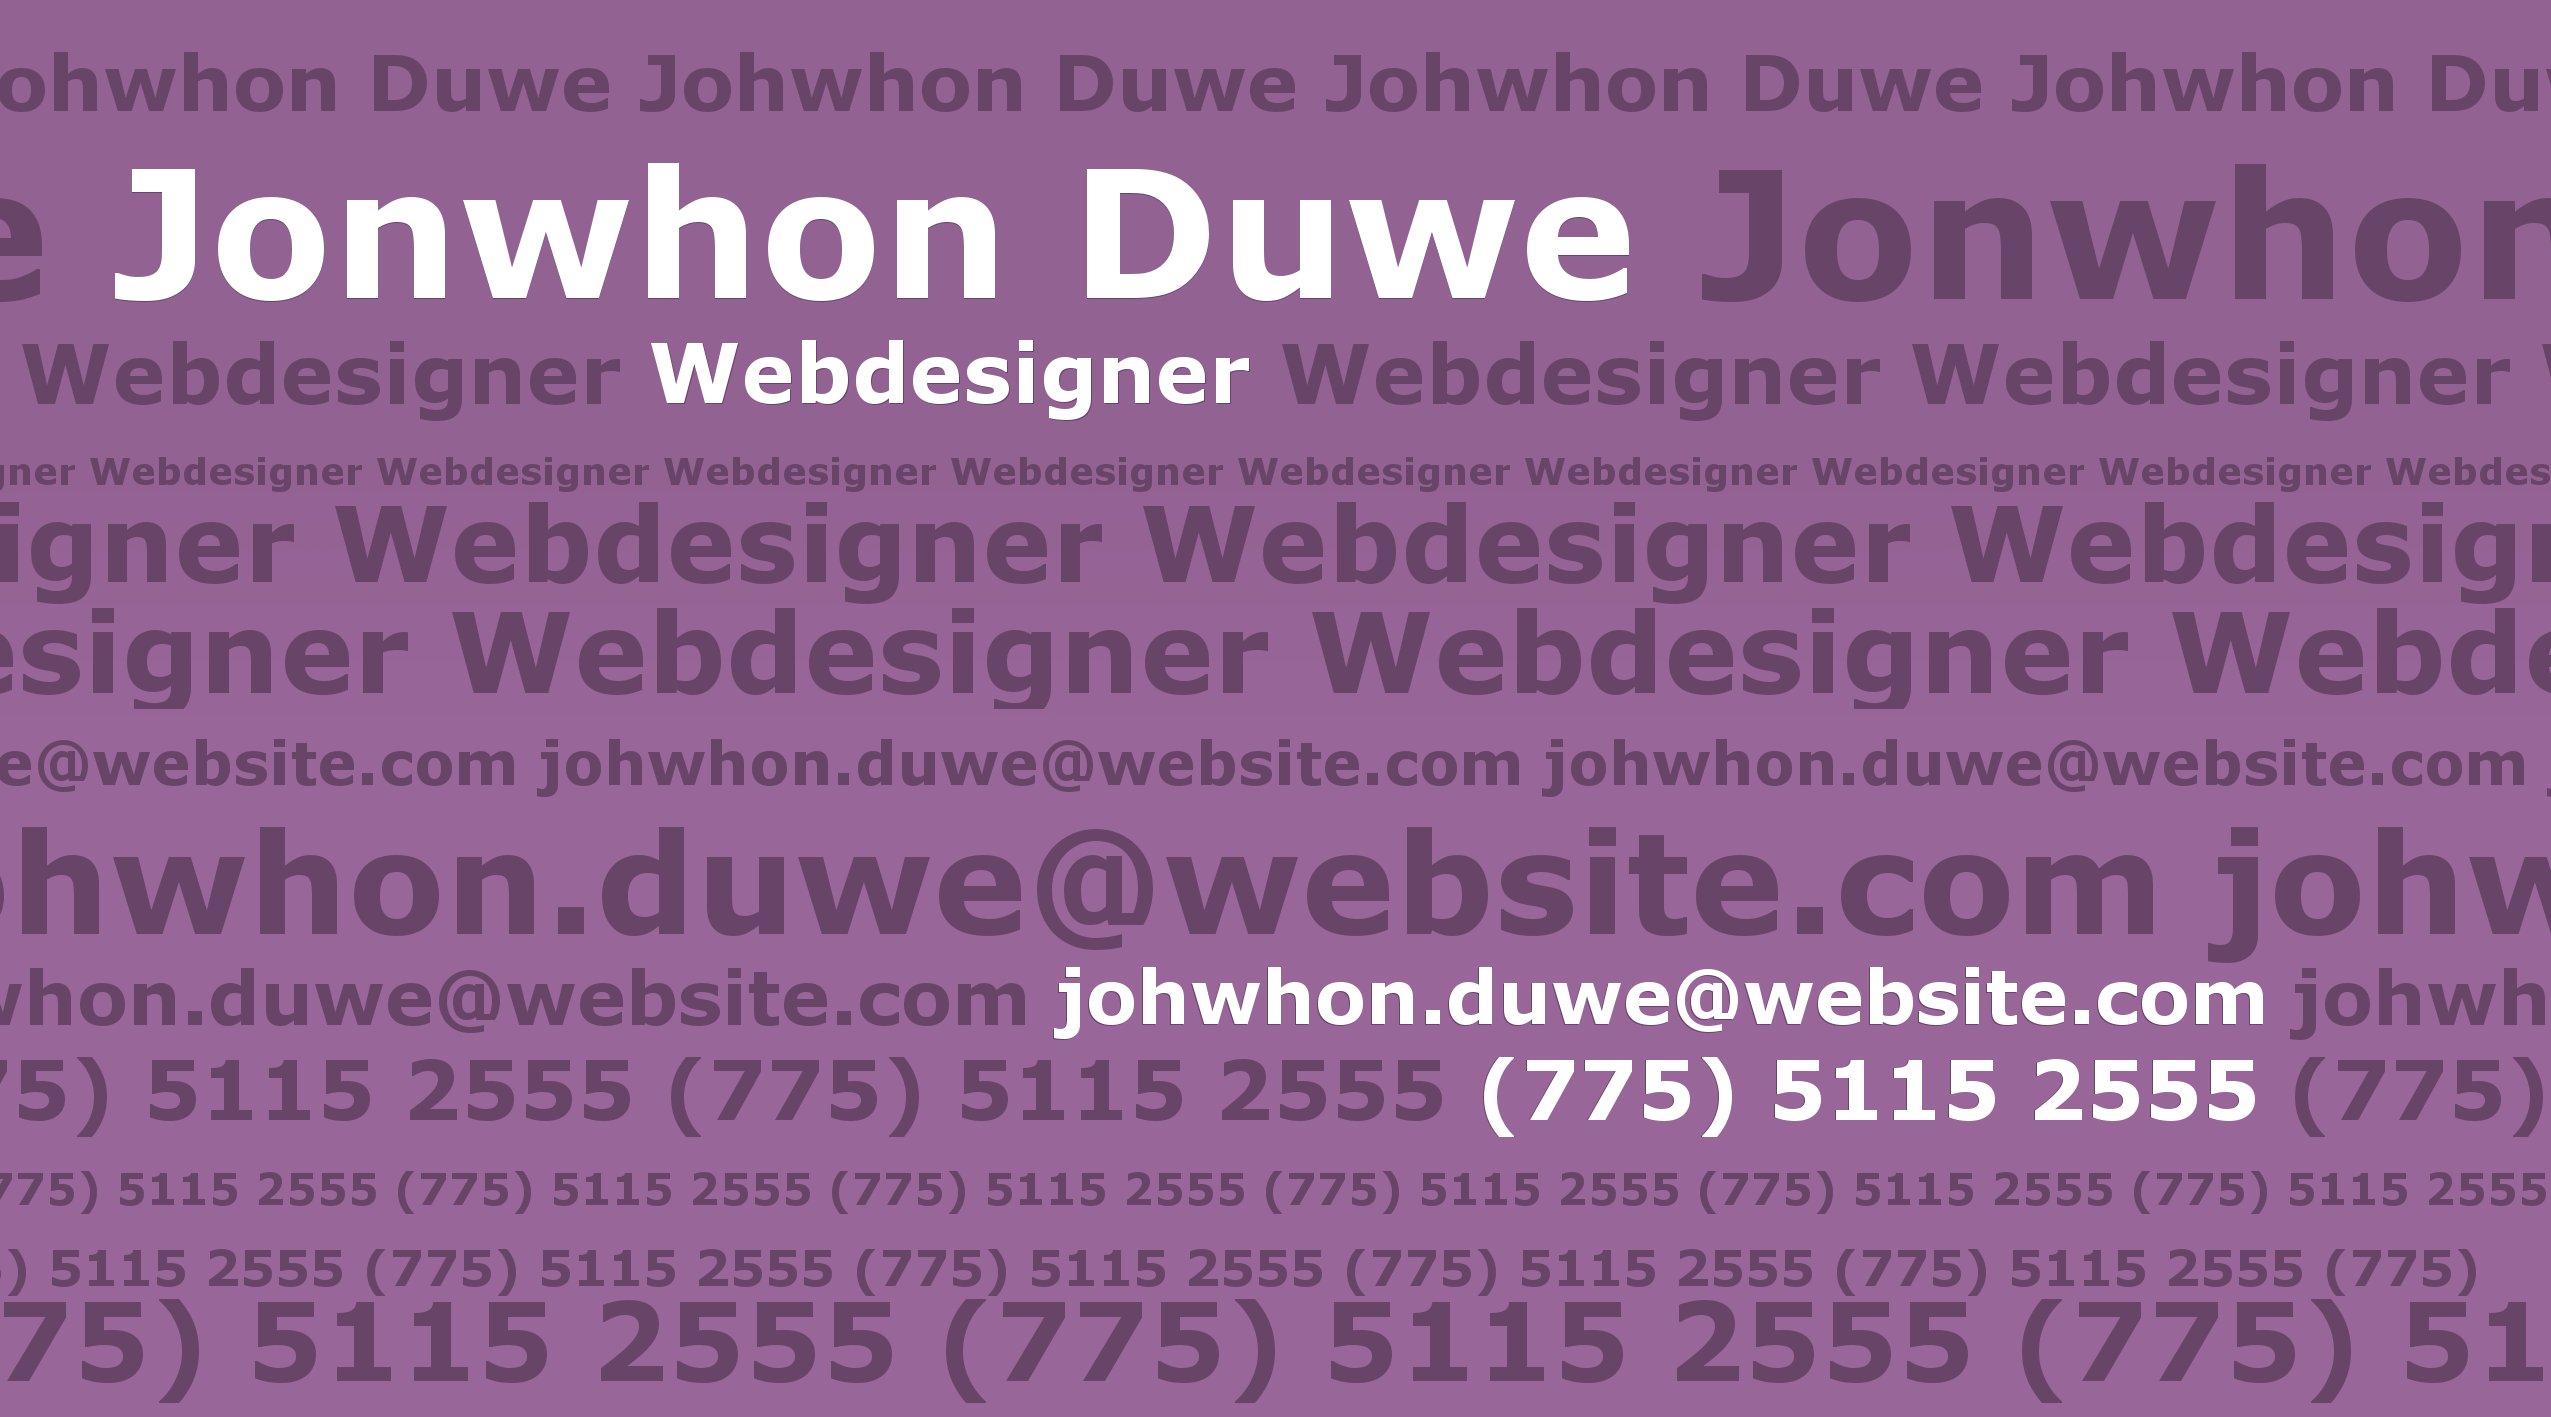 ohwhon Duwe Johwhon Duwe Johwhon Duwe Johwhon Duw
e Jonwhon Duwe Jonwhon
Webdesigner Webdesigner Webdesigner Webdesigner
gner Webdesigner Webdesigner Webdesigner Webdesigner Webdesigner Webdesigner Webdesigner Webdesigner Webdes
igner Webdesigner Webdesigner Webdesign
esigner Webdesigner Webdesigner Webde
e@website.com johwhon.duwe@website.com johwhon.duwe@website.com
ohwhon.duwe@website.com johw
whon.duwe@website.com johwhon.duwe@website.com johwh
75) 5115 2555 (775) 5115 2555 (775) 5115 2555 (775)
775) 5115 2555 (775) 5115 2555 (775) 5115 2555 (775) 5115 2555 (775) 5115 2555 (775) 5115 2555
) 5115 2555 (775) 5115 2555 (775) 5115 2555 (775) 5115 2555 (775) 5115 2555 (775)
75) 5115 2555 (775) 5115 2555 (775) 51